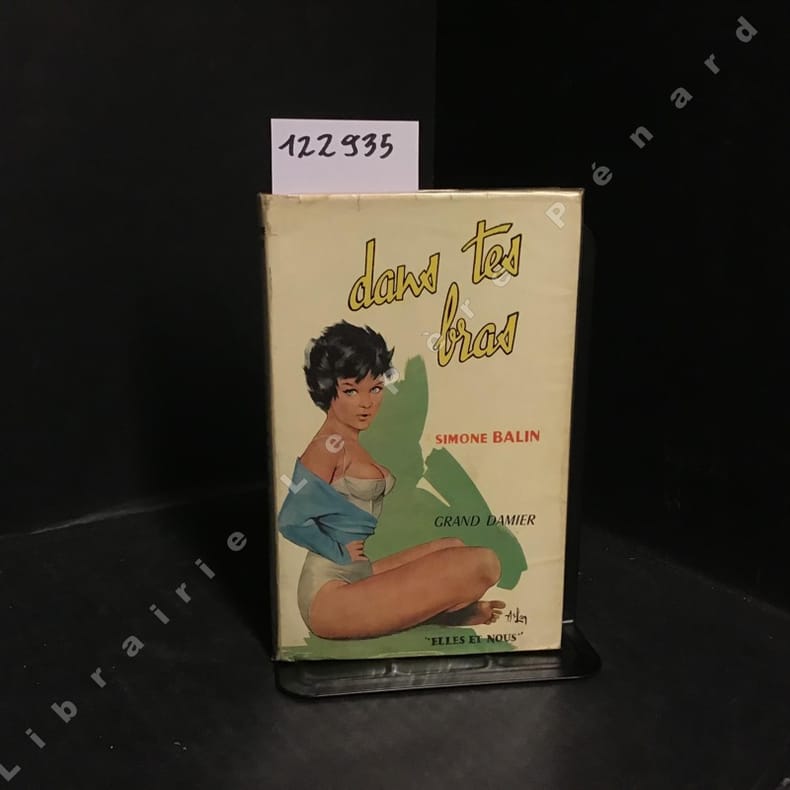 122935
dans tes
bras
SIMONE BALIN
GRAND DAMIER
"ELLES ET NOUS"
Librairie Le Père Pénard